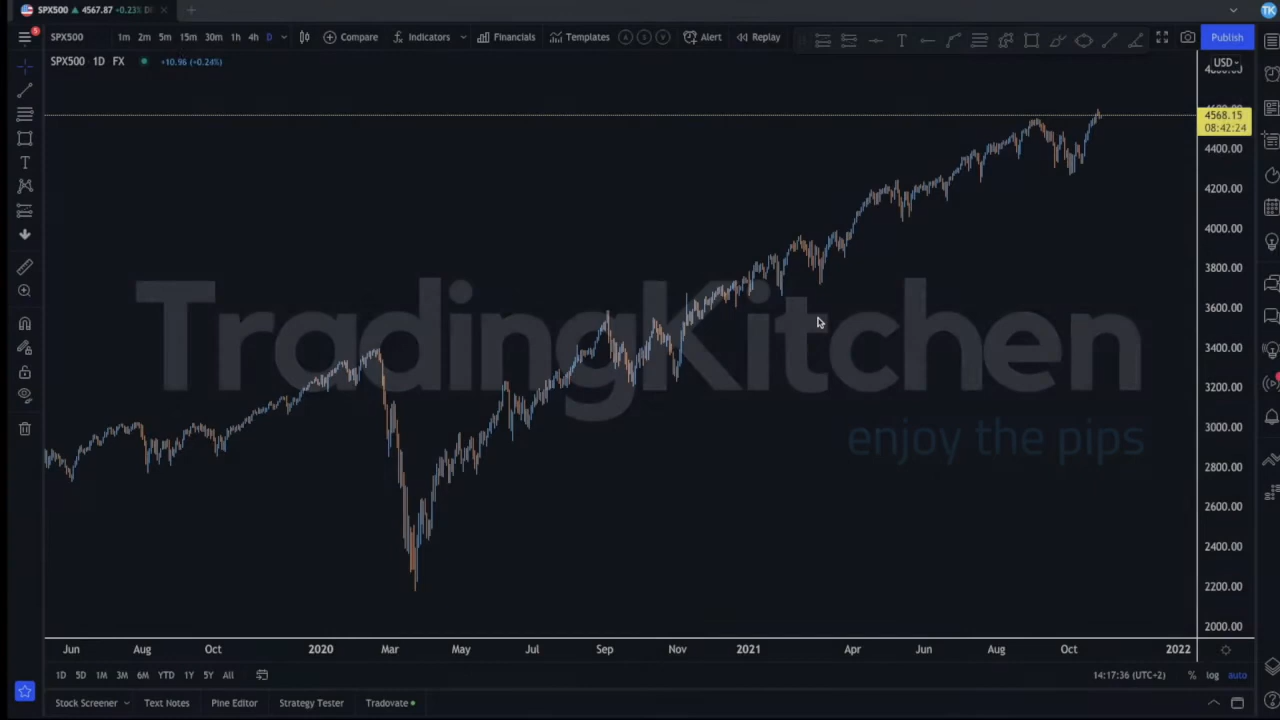 SPX500 ▲ 4567.87 +0.23%
TK
5
SPX500 1m 2m 5m 15m 30m 1h 4h D Compare Indicators Financials Templates Alert Replay Publish
SPX500 1D FX +10.96 (+0.24%)
USD
4568.15
08:42:24
4400.00
4200.00
4000.00
3800.00
3600.00
3400.00
3200.00
3000.00
2800.00
2600.00
2400.00
2200.00
2000.00
TradingKitchen
enjoy the pips
Jun Aug Oct 2020 Mar May Jul Sep Nov 2021 Apr Jun Aug Oct 2022
1D 5D 1M 3M 6M YTD 1Y 5Y All 14:17:36 (UTC+2) % log auto
Stock Screener Text Notes Pine Editor Strategy Tester Tradovate